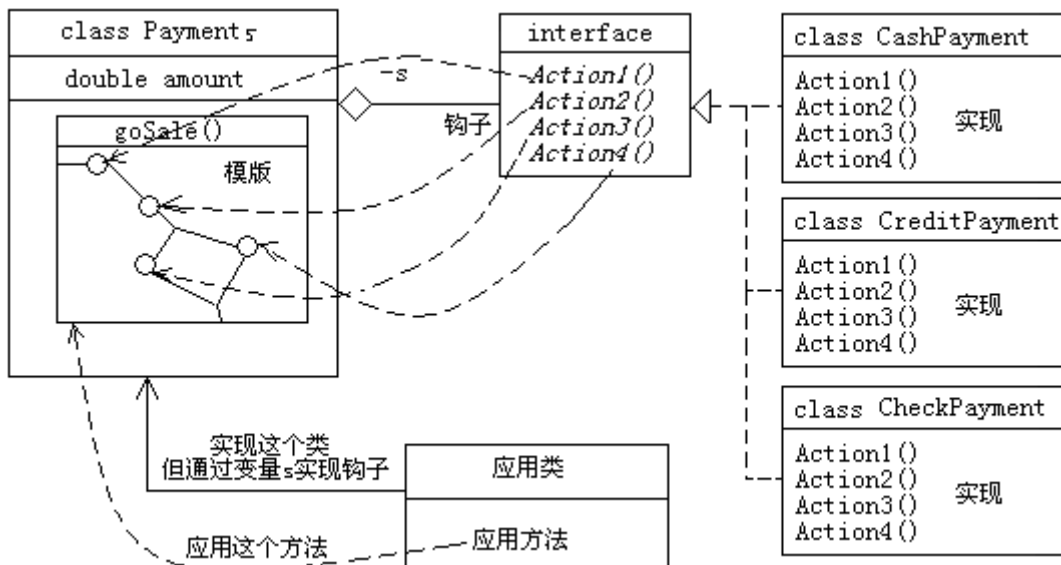 class Payment s
double amount
goSale()
模版
-s
钩子
interface
Action1()
Action2()
Action3()
Action4()
class CashPayment
Action1()
Action2()
Action3()
Action4()
实现
class CreditPayment
Action1()
Action2()
Action3()
Action4()
实现
class CheckPayment
Action1()
Action2()
Action3()
Action4()
实现
实现这个类
但通过变量s实现钩子
应用这个方法
应用类
应用方法